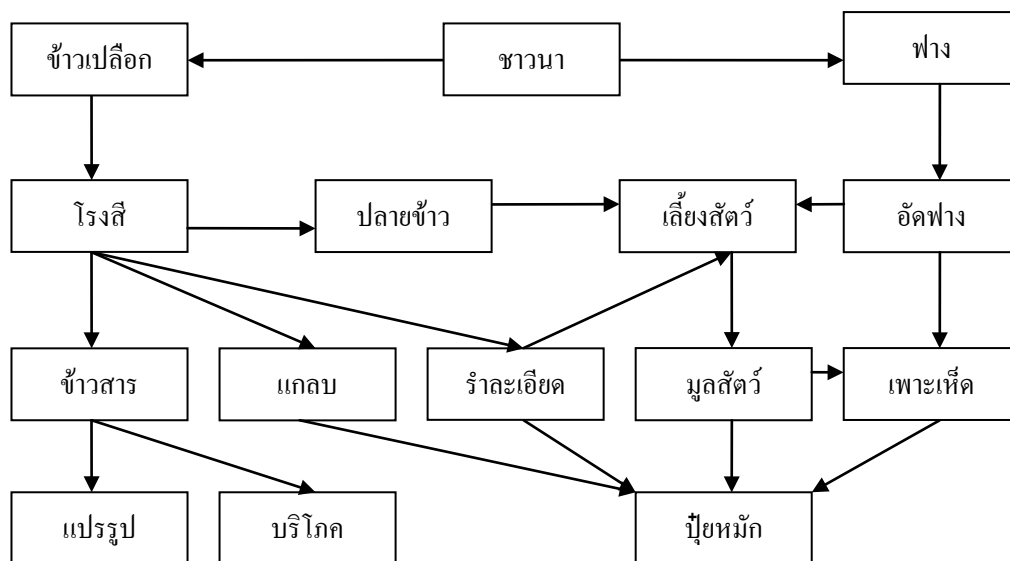 ข้าวเปลือก
ชาวนา
ฟาง
โรงสี
ปลายข้าว
เลี้ยงสัตว์
อัดฟาง
ข้าวสาร
แกลบ
รำละเอียด
มูลสัตว์
เพาะเห็ด
แปรรูป
บริโภค
ปุ๋ยหมัก